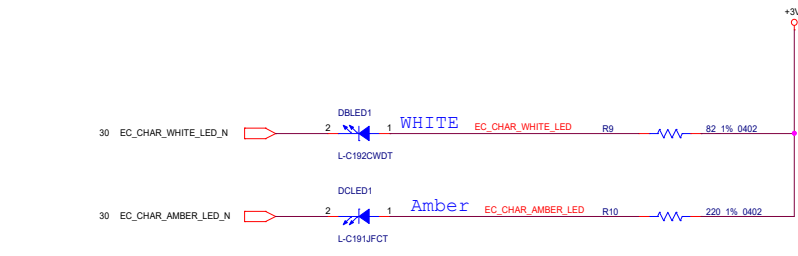 +3V
DBLED1
30 EC_CHAR_WHITE_LED_N 2 1 WHITE EC_CHAR_WHITE_LED R9 82 1% 0402
L-C192CWDT
DCLED1
30 EC_CHAR_AMBER_LED_N 2 1 Amber EC_CHAR_AMBER_LED R10 220 1% 0402
L-C191JFCT